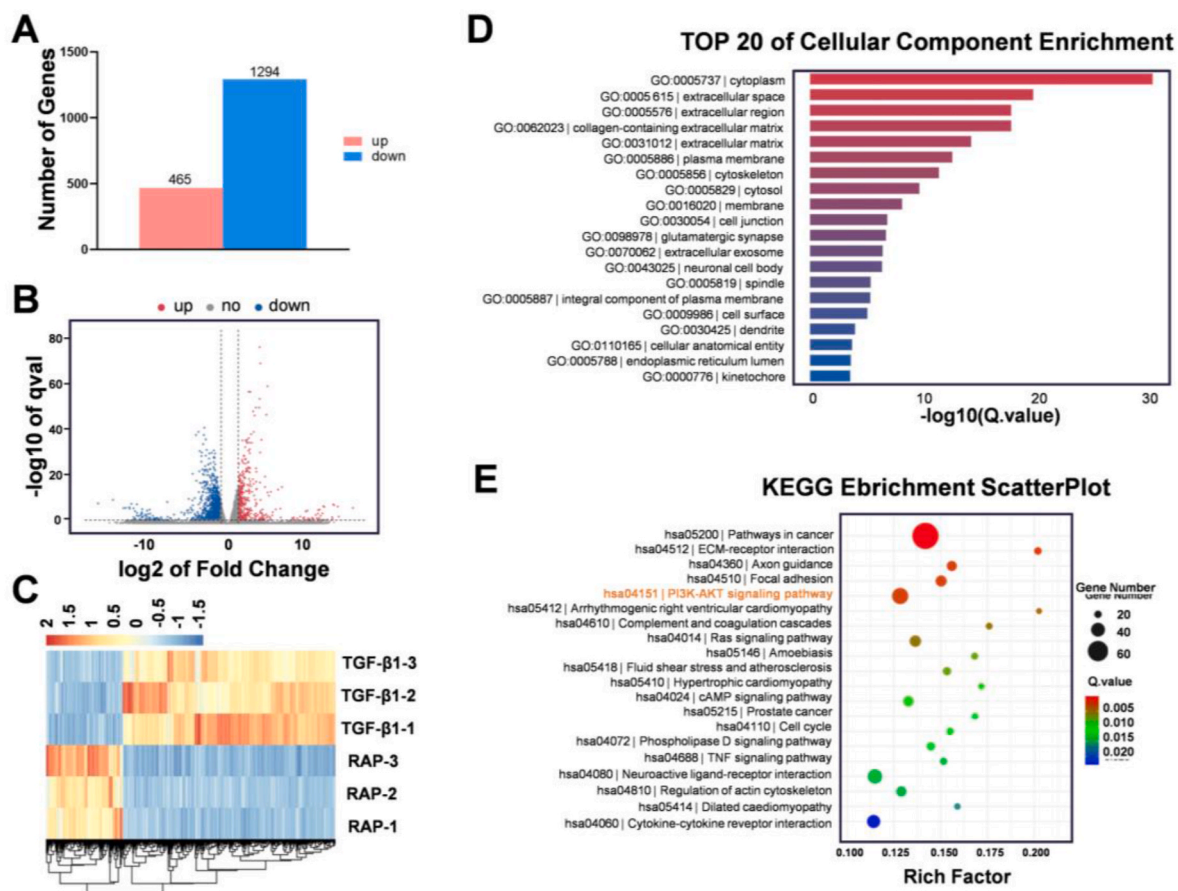 A
Number of Genes
1500
1000
500
0
465
1294
up
down
B
up no down
-log10 of qval
80
60
40
20
0
-10 0 10
log2 of Fold Change
C
2 1.5 1 0.5 0 -0.5 -1 -1.5
TGF-β1-3
TGF-β1-2
TGF-β1-1
RAP-3
RAP-2
RAP-1
D
TOP 20 of Cellular Component Enrichment
GO:0005737 | cytoplasm
GO:0005615 | extracellular space
GO:0005576 | extracellular region
GO:0062023 | collagen-containing extracellular matrix
GO:0031012 | extracellular matrix
GO:0005886 | plasma membrane
GO:0005856 | cytoskeleton
GO:0005829 | cytosol
GO:0016020 | membrane
GO:0030054 | cell junction
GO:0098978 | glutamatergic synapse
GO:0070062 | extracellular exosome
GO:0043025 | neuronal cell body
GO:0005819 | spindle
GO:0005887 | integral component of plasma membrane
GO:0009986 | cell surface
GO:0030425 | dendrite
GO:0110165 | cellular anatomical entity
GO:0005788 | endoplasmic reticulum lumen
GO:0000776 | kinetochore
0 10 20 30
-log10(Q.value)
E
KEGG Ebrichment ScatterPlot
hsa05200 | Pathways in cancer
hsa04512 | ECM-receptor interaction
hsa04360 | Axon guidance
hsa04510 | Focal adhesion
hsa04151 | PI3K-AKT signaling pathway
hsa05412 | Arrhythmogenic right ventricular cardiomyopathy
hsa04610 | Complement and coagulation cascades
hsa04014 | Ras signaling pathway
hsa05146 | Amoebiasis
hsa05418 | Fluid shear stress and atherosclerosis
hsa05410 | Hypertrophic cardiomyopathy
hsa04024 | cAMP signaling pathway
hsa05215 | Prostate cancer
hsa04110 | Cell cycle
hsa04072 | Phospholipase D signaling pathway
hsa04688 | TNF signaling pathway
hsa04080 | Neuroactive ligand-receptor interaction
hsa04810 | Regulation of actin cytoskeleton
hsa05414 | Dilated caediomyopathy
hsa04060 | Cytokine-cytokine reveptor interaction
0.100 0.125 0.150 0.175 0.200
Rich Factor
Gene Number
Gene Number
20
40
60
Q.value
0.005
0.010
0.015
0.020